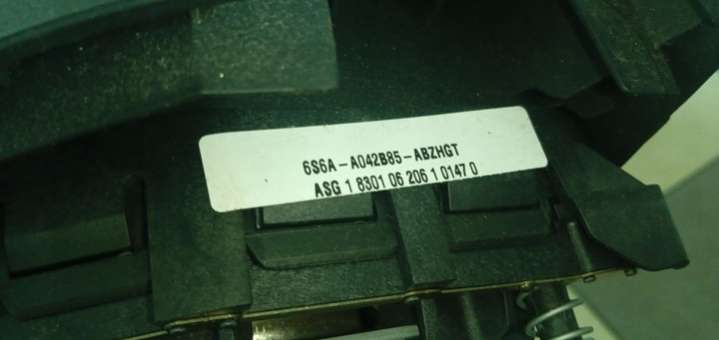 6S6A-A042B85-ABZHGT
ASG 1 8301 06 206 1 0147 0